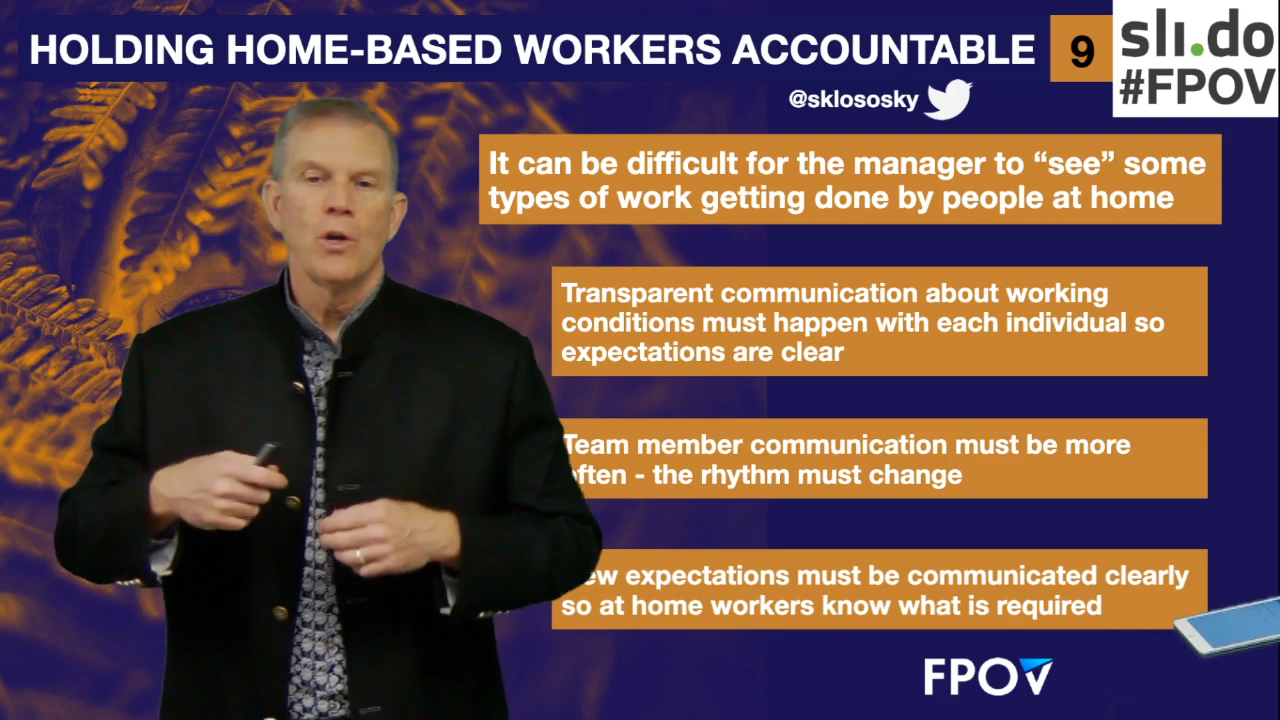 HOLDING HOME-BASED WORKERS ACCOUNTABLE
9
sli.do
#FPOV
@sklososky
It can be difficult for the manager to “see” some
types of work getting done by people at home
Transparent communication about working
conditions must happen with each individual so
expectations are clear
Team member communication must be more
often - the rhythm must change
ew expectations must be communicated clearly
so at home workers know what is required
FPOV